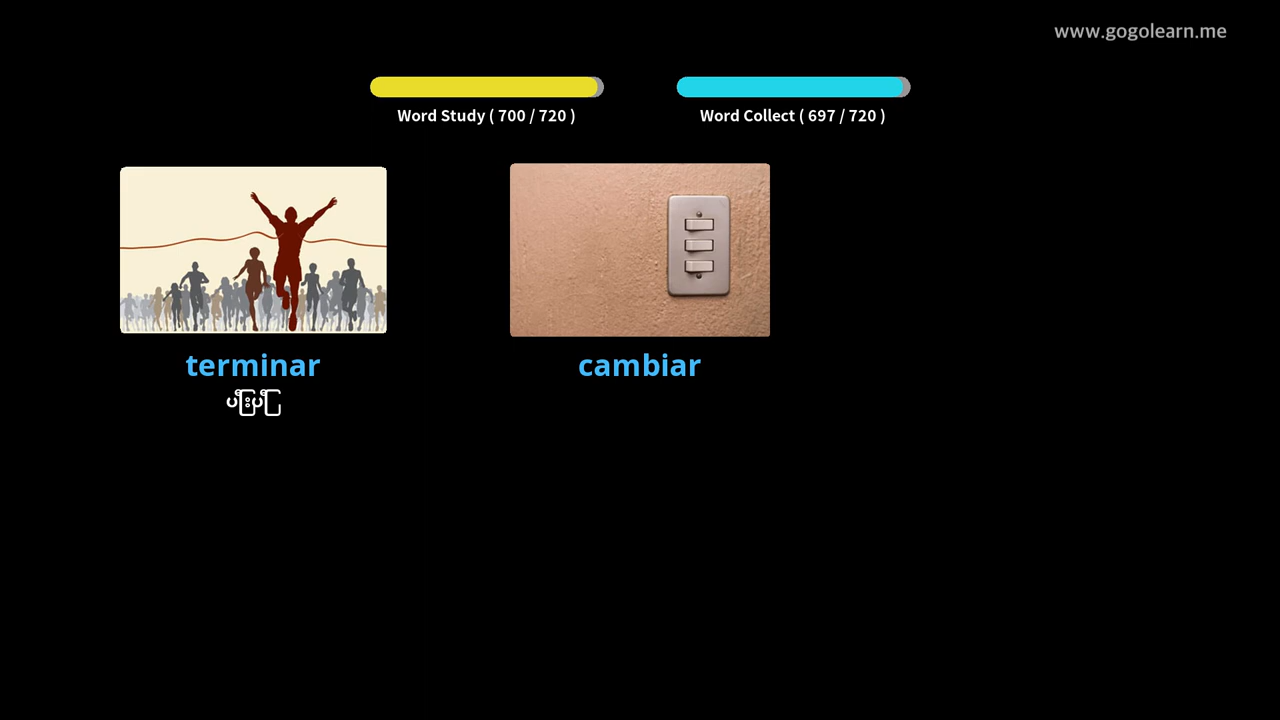 www.gogolearn.me
Word Study ( 700 / 720 )
Word Collect ( 697 / 720 )
terminar
cambiar
ပြီးပြီ